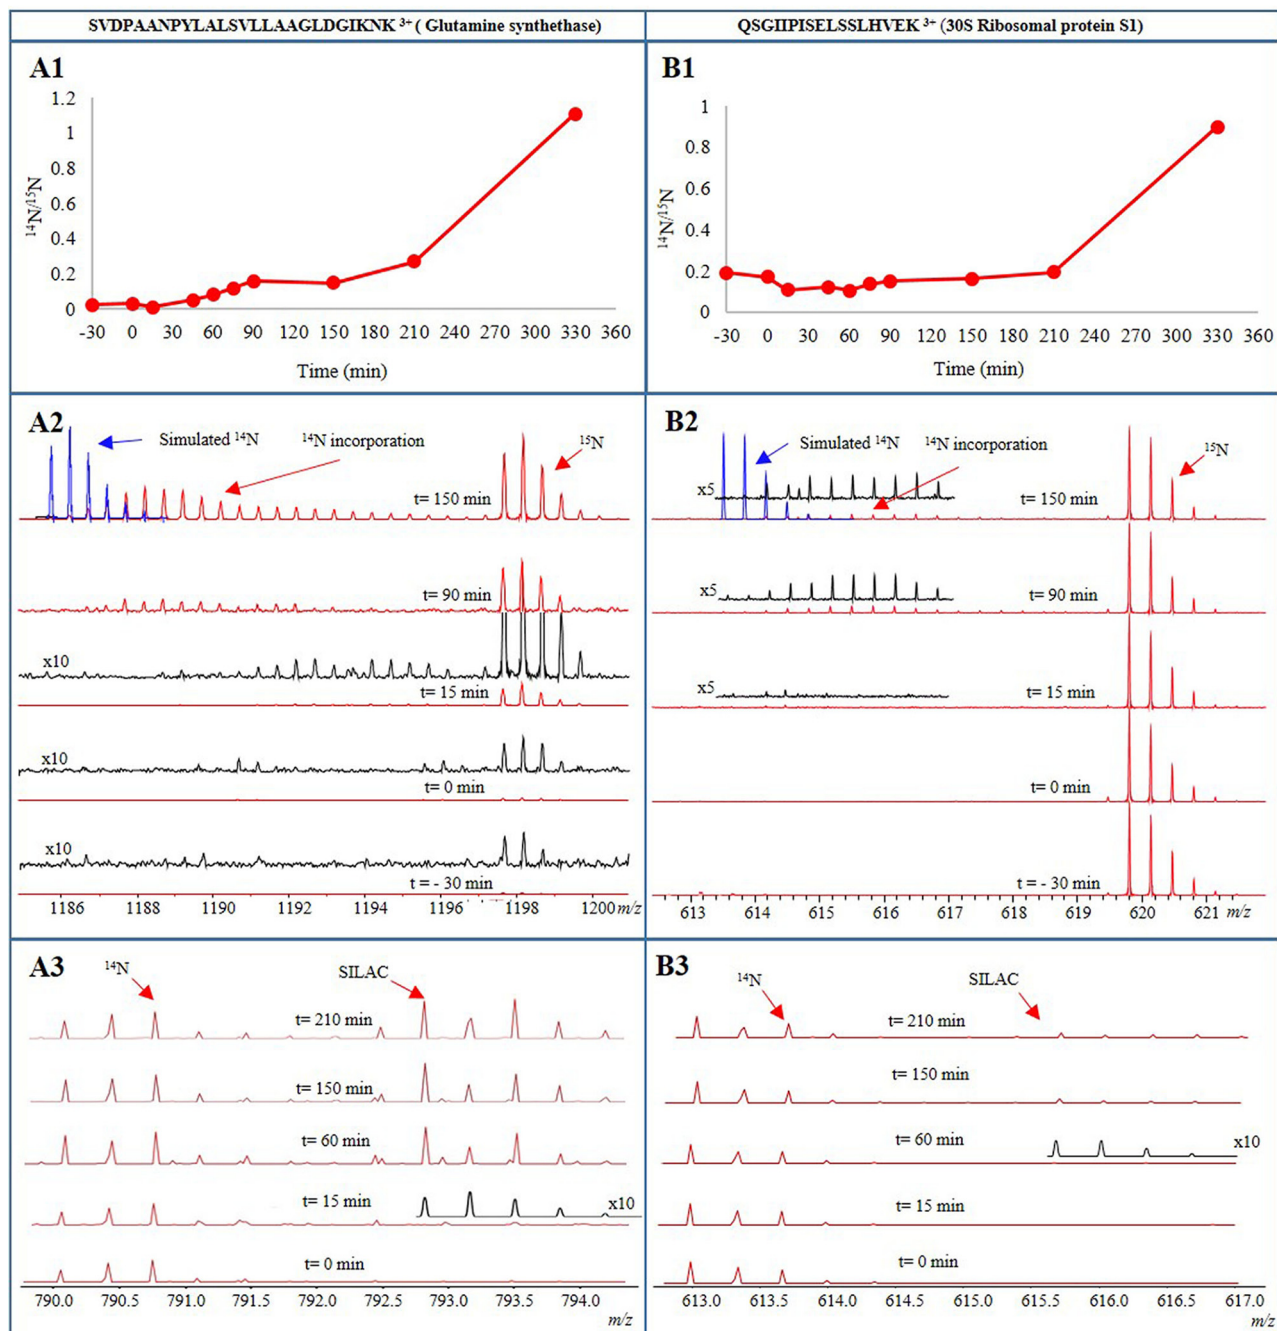 SVDPAANPYLALSVLLAAGLDGIKNK ³⁺ ( Glutamine synthethase)
QSGIIPISELSSLHVEK ³⁺ (30S Ribosomal protein S1)
A1
1.2
1
0.8
0.6
0.4
0.2
0
¹⁴N/¹⁵N
-30 0 30 60 90 120 150 180 210 240 270 300 330 360
Time (min)
B1
1
0.8
0.6
0.4
0.2
0
¹⁴N/¹⁵N
-30 0 30 60 90 120 150 180 210 240 270 300 330 360
Time (min)
A2
Simulated ¹⁴N
¹⁴N incorporation
¹⁵N
t= 150 min
t= 90 min
x10
t= 15 min
x10
t= 0 min
x10
t = - 30 min
1186 1188 1190 1192 1194 1196 1198 1200 m/z
B2
Simulated ¹⁴N
¹⁴N incorporation
¹⁵N
x5
t= 150 min
x5
t= 90 min
x5
t= 15 min
t= 0 min
t = - 30 min
613 614 615 616 617 618 619 620 621 m/z
A3
¹⁴N
SILAC
t= 210 min
t= 150 min
t= 60 min
t= 15 min
x10
t= 0 min
790.0 790.5 791.0 791.5 792.0 792.5 793.0 793.5 794.0
m/z
B3
¹⁴N
SILAC
t= 210 min
t= 150 min
t= 60 min
x10
t= 15 min
t= 0 min
613.0 613.5 614.0 614.5 615.0 615.5 616.0 616.5 617.0
m/z